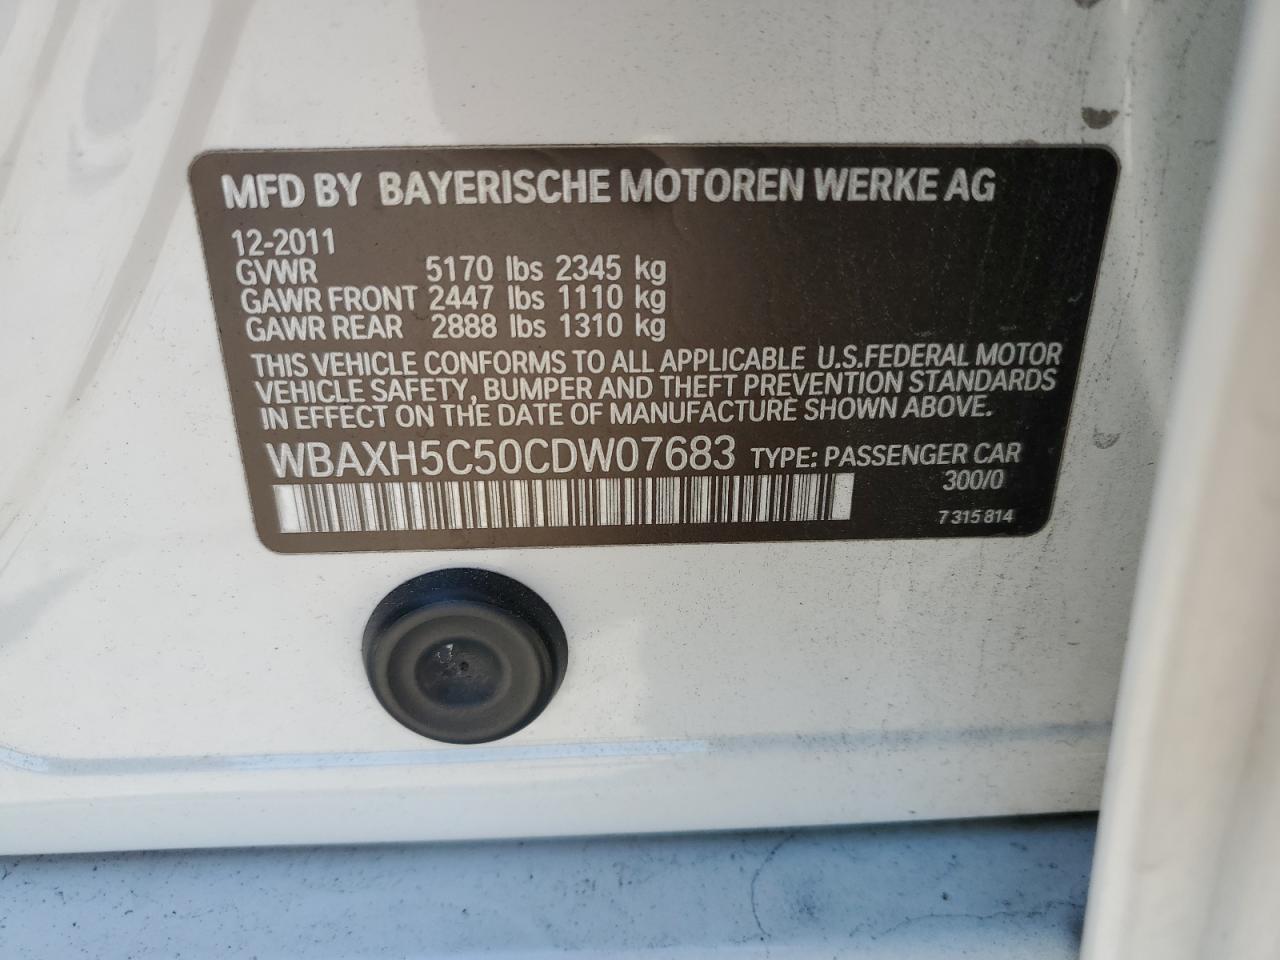 MFD BY BAYERISCHE MOTOREN WERKE AG
12-2011
GVWR 5170 lbs 2345 kg
GAWR FRONT 2447 lbs 1110 kg
GAWR REAR 2888 lbs 1310 kg
THIS VEHICLE CONFORMS TO ALL APPLICABLE U.S.FEDERAL MOTOR
VEHICLE SAFETY, BUMPER AND THEFT PREVENTION STANDARDS
IN EFFECT ON THE DATE OF MANUFACTURE SHOWN ABOVE.
WBAXH5C50CDW07683 TYPE: PASSENGER CAR
300/0
7 315 814